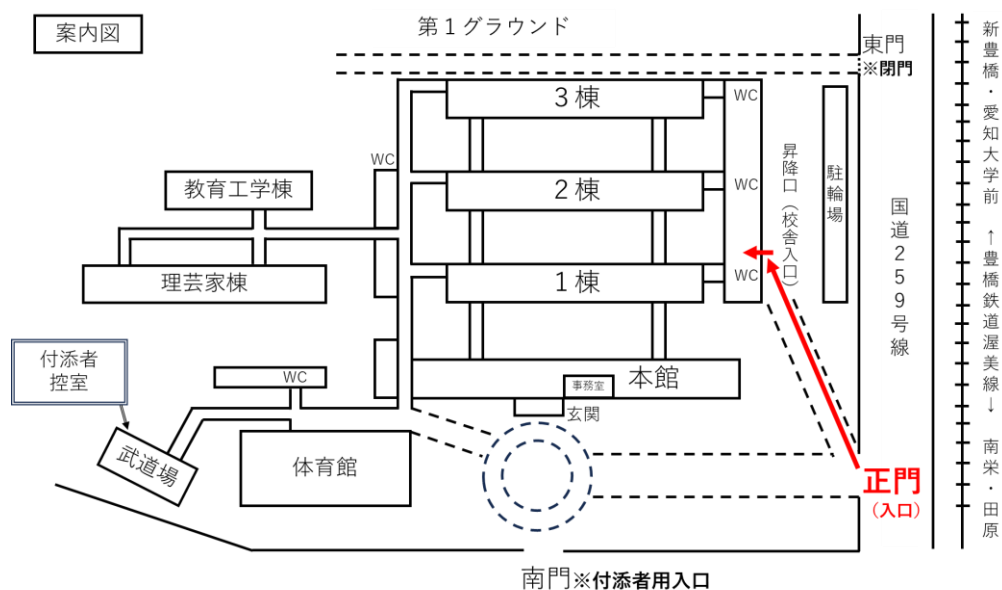 案内図
第１グラウンド
東門
※閉門
３棟
WC
WC
教育工学棟
２棟
WC
昇降口（校舎入口）
駐輪場
国道２５９号線
新豊橋・愛知大学前　↑豊橋鉄道渥美線↓　南栄・田原
理芸家棟
１棟
WC
付添者
控室
WC
事務室
本館
玄関
武道場
体育館
正門
（入口）
南門※付添者用入口